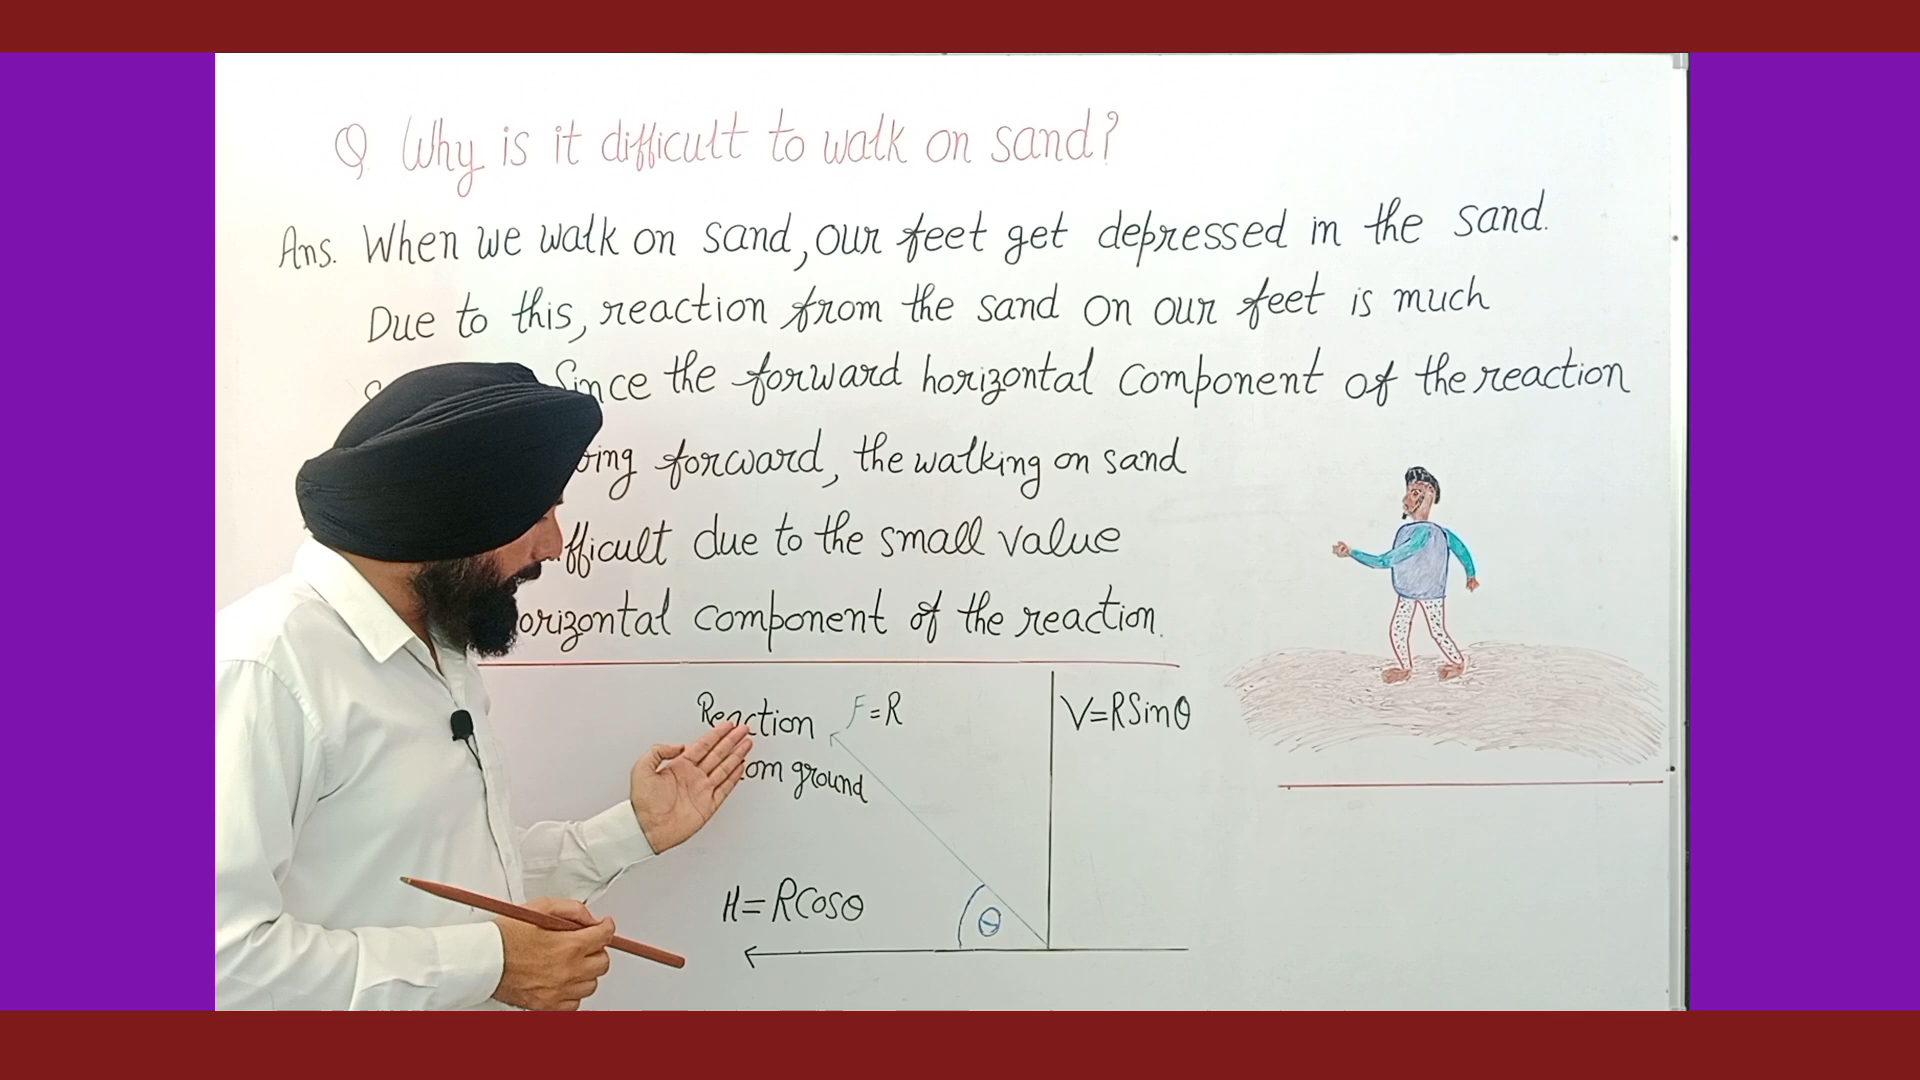 Q. Why is it difficult to walk on sand?
Ans. When we walk on sand, our feet get depressed in the sand.
Due to this, reaction from the sand on our feet is much
Since the forward horizontal component of the reaction
forward, the walking on sand
due to the small value
component of the reaction.
Reaction F=R
ground
V=RSinθ
H=RCosθ
θ